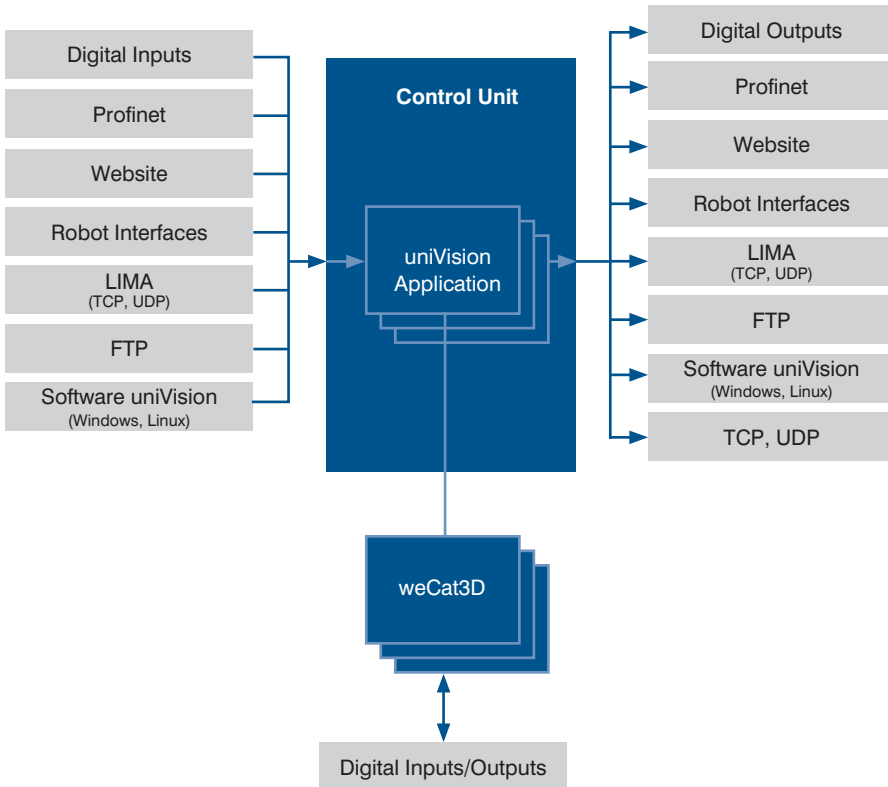 Digital Inputs
Profinet
Website
Robot Interfaces
LIMA
(TCP, UDP)
FTP
Software uniVision
(Windows, Linux)
Control Unit
uniVision
Application
weCat3D
Digital Inputs/Outputs
Digital Outputs
Profinet
Website
Robot Interfaces
LIMA
(TCP, UDP)
FTP
Software uniVision
(Windows, Linux)
TCP, UDP